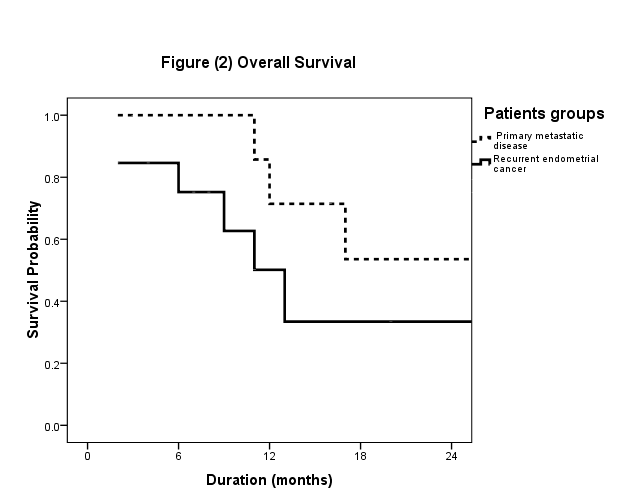 Figure (2) Overall Survival
Patients groups
Primary metastatic
disease
Recurrent endometrial
cancer
Survival Probability
1.0
0.8
0.6
0.4
0.2
0.0
0 6 12 18 24
Duration (months)